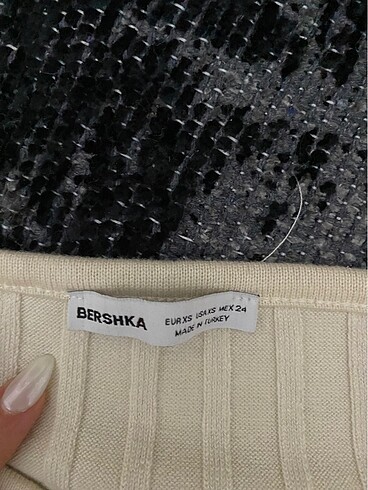 BERSHKA
EUR XS USA XS MEX 24
MADE IN TURKEY